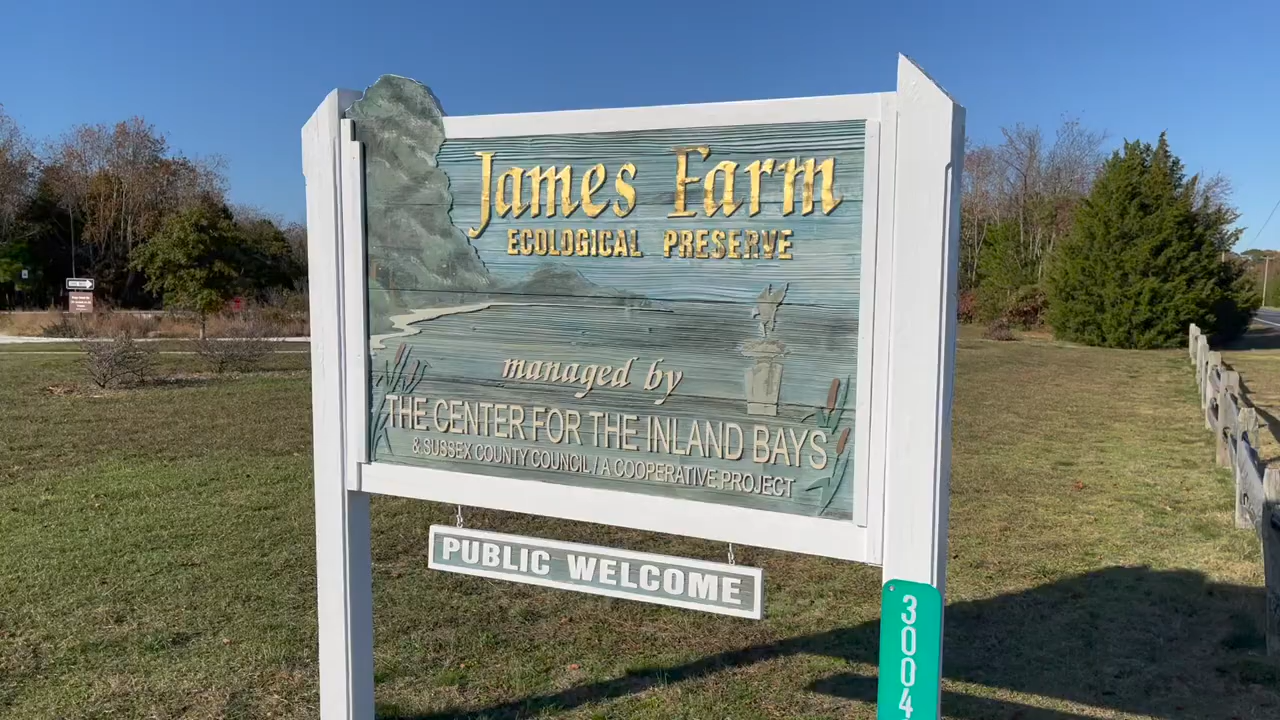 James Farm
ECOLOGICAL PRESERVE
managed by
THE CENTER FOR THE INLAND BAYS
& SUSSEX COUNTY COUNCIL / A COOPERATIVE PROJECT
PUBLIC WELCOME
3004